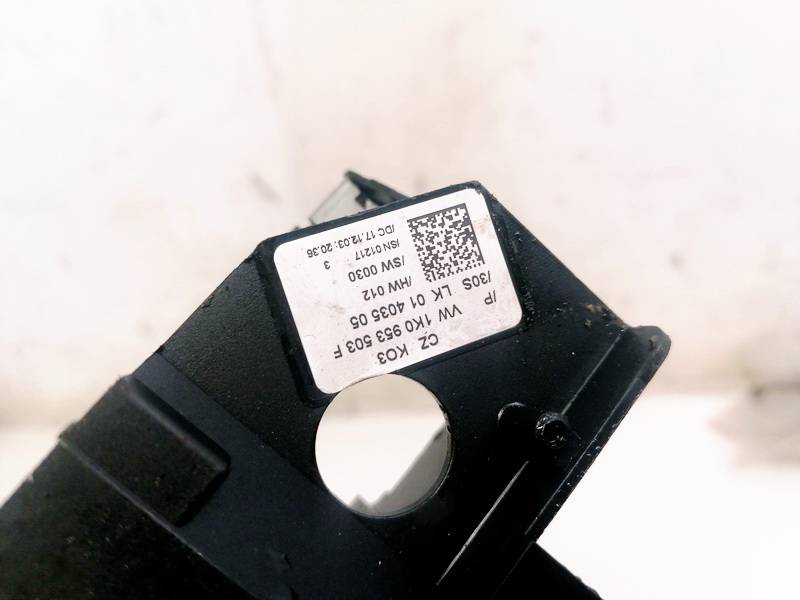 CZ KO3
VW 1K0 953 503 F
/P
/30S LK 01 4035 05
/HW 012
/SW 0030
3
/SN 01217
/DC 17.12.03 : 20.36